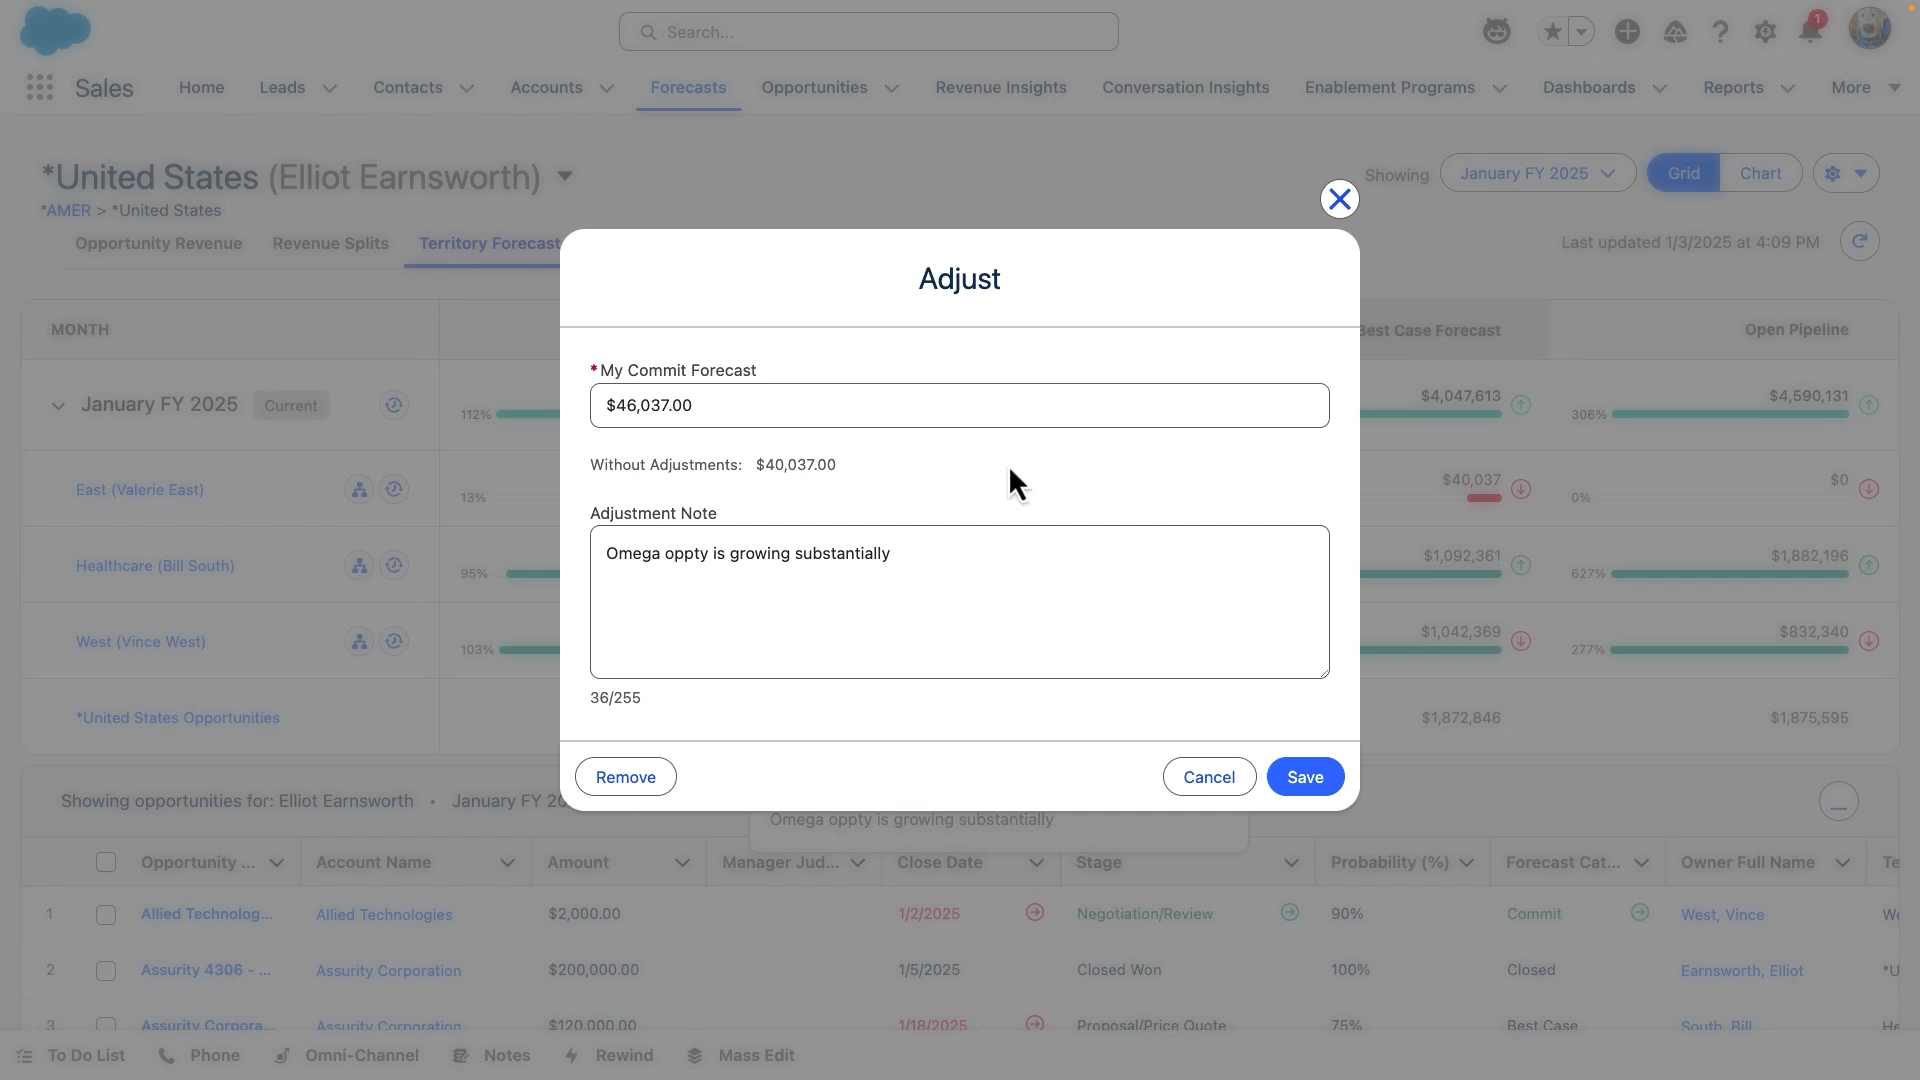 Search...
1
Sales
Home Leads Contacts Accounts Forecasts Opportunities Revenue Insights Conversation Insights Enablement Programs Dashboards Reports More
*United States (Elliot Earnsworth)
*AMER > *United States
Showing January FY 2025 Grid Chart
Opportunity Revenue Revenue Splits Territory Forecast
Last updated 1/3/2025 at 4:09 PM
MONTH
Best Case Forecast Open Pipeline
January FY 2025 Current
112%
$4,047,613
306% $4,590,131
East (Valerie East)
13%
$40,037
0% $0
Healthcare (Bill South)
95%
$1,092,361
627% $1,882,196
West (Vince West)
103%
$1,042,369
277% $832,340
*United States Opportunities
$1,872,846 $1,875,595
Adjust
*My Commit Forecast
$46,037.00
Without Adjustments: $40,037.00
Adjustment Note
Omega oppty is growing substantially
36/255
Remove Cancel Save
Omega oppty is growing substantially
Showing opportunities for: Elliot Earnsworth • January FY 20
Opportunity ... Account Name Amount Manager Jud... Close Date Stage Probability (%) Forecast Cat... Owner Full Name Te
1 Allied Technolog... Allied Technologies $2,000.00 1/2/2025 Negotiation/Review 90% Commit West, Vince We
2 Assurity 4306 - ... Assurity Corporation $200,000.00 1/5/2025 Closed Won 100% Closed Earnsworth, Elliot *U
3 Assurity Corpora... Assurity Corporation $120,000.00 1/18/2025 Proposal/Price Quote 75% Best Case South, Bill He
To Do List Phone Omni-Channel Notes Rewind Mass Edit